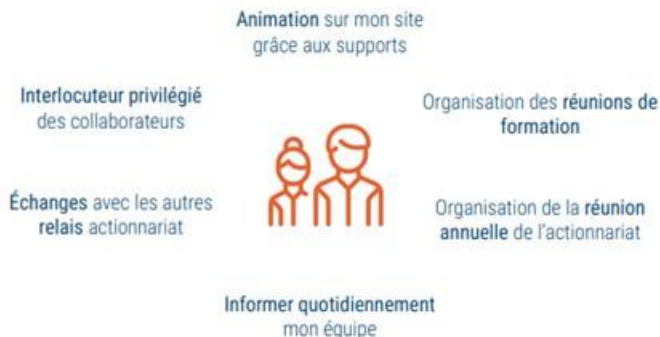 Animation sur mon site
grâce aux supports
Interlocuteur privilégié
des collaborateurs
Organisation des réunions de
formation
Échanges avec les autres
relais actionnariat
Organisation de la réunion
annuelle de l'actionnariat
Informer quotidiennement
mon équipe